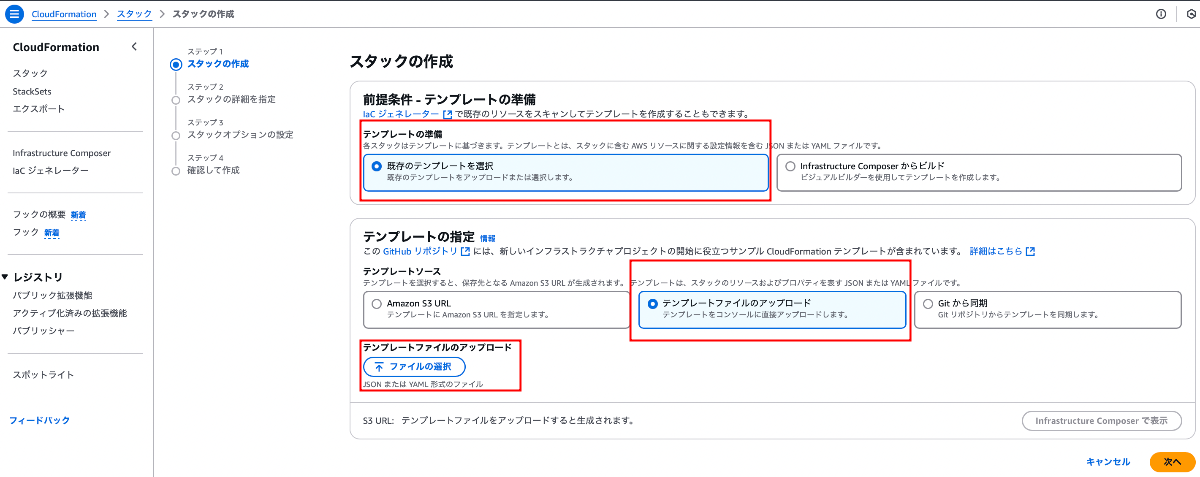 CloudFormation
スタック
スタックの作成
CloudFormation
スタック
StackSets
エクスポート
Infrastructure Composer
IaC ジェネレーター
フックの概要 新着
フック 新着
レジストリ
パブリック拡張機能
アクティブ化済みの拡張機能
パブリッシャー
スポットライト
フィードバック
ステップ 1
スタックの作成
ステップ 2
スタックの詳細を指定
ステップ 3
スタックオプションの設定
ステップ 4
確認して作成
スタックの作成
前提条件 - テンプレートの準備
IaC ジェネレーター で既存のリソースをスキャンしてテンプレートを作成することもできます。
テンプレートの準備
各スタックはテンプレートに基づきます。テンプレートとは、スタックに含む AWS リソースに関する設定情報を含む JSON または YAML ファイルです。
既存のテンプレートを選択
既存のテンプレートをアップロードまたは選択します。
Infrastructure Composer からビルド
ビジュアルビルダーを使用してテンプレートを作成します。
テンプレートの指定 情報
この GitHub リポジトリ には、新しいインフラストラクチャプロジェクトの開始に役立つサンプル CloudFormation テンプレートが含まれています。 詳細はこちら
テンプレートソース
テンプレートを選択すると、保存先となる Amazon S3 URL が生成されます。 テンプレートは、スタックのリソースおよびプロパティを表す JSON または YAML ファイルです。
Amazon S3 URL
テンプレートに Amazon S3 URL を指定します。
テンプレートファイルのアップロード
テンプレートをコンソールに直接アップロードします。
Git から同期
Git リポジトリからテンプレートを同期します。
テンプレートファイルのアップロード
ファイルの選択
JSON または YAML 形式のファイル
S3 URL: テンプレートファイルをアップロードすると生成されます。
Infrastructure Composer で表示
キャンセル
次へ